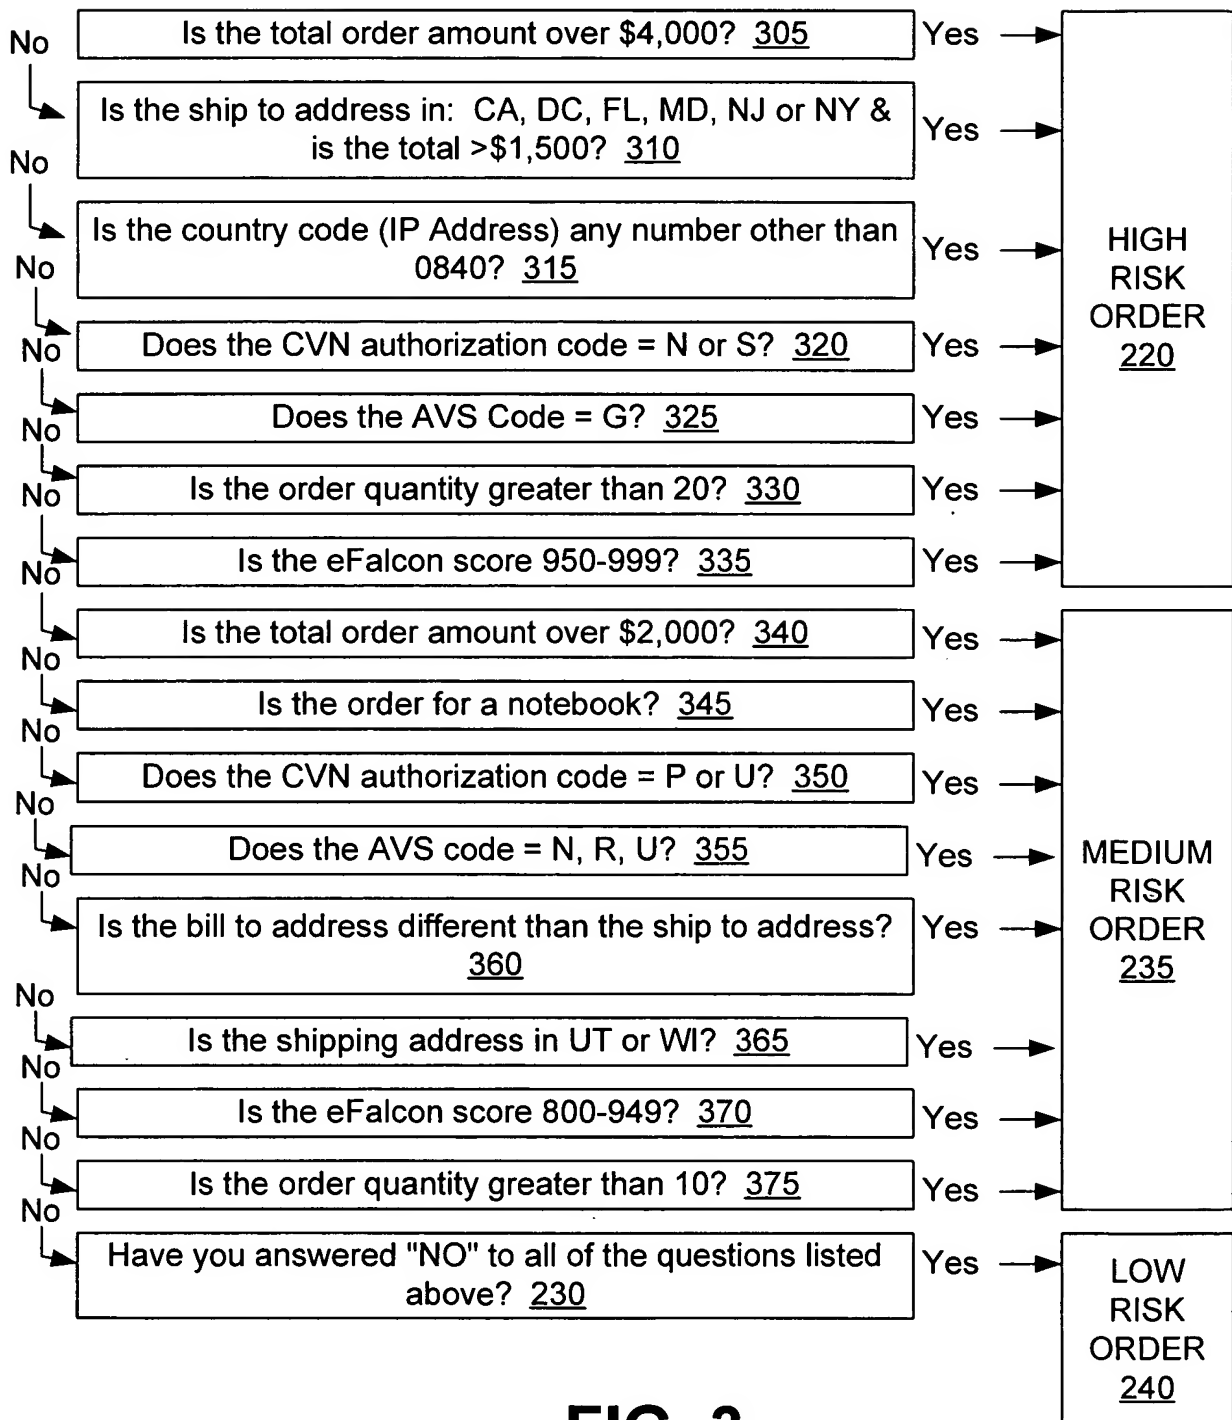 Is the total order amount over $4,000? 305
Yes
No
Is the ship to address in: CA, DC, FL, MD, NJ or NY &
is the total >$1,500? 310
Yes
No
Is the country code (IP Address) any number other than
0840? 315
Yes
No
Does the CVN authorization code = N or S? 320
Yes
No
Does the AVS Code = G? 325
Yes
No
Is the order quantity greater than 20? 330
Yes
No
Is the eFalcon score 950-999? 335
Yes
HIGH
RISK
ORDER
220
No
Is the total order amount over $2,000? 340
Yes
No
Is the order for a notebook? 345
Yes
No
Does the CVN authorization code = P or U? 350
Yes
No
Does the AVS code = N, R, U? 355
Yes
No
Is the bill to address different than the ship to address?
360
Yes
No
Is the shipping address in UT or WI? 365
Yes
No
Is the eFalcon score 800-949? 370
Yes
No
Is the order quantity greater than 10? 375
Yes
MEDIUM
RISK
ORDER
235
No
Have you answered "NO" to all of the questions listed
above? 230
Yes
LOW
RISK
ORDER
240